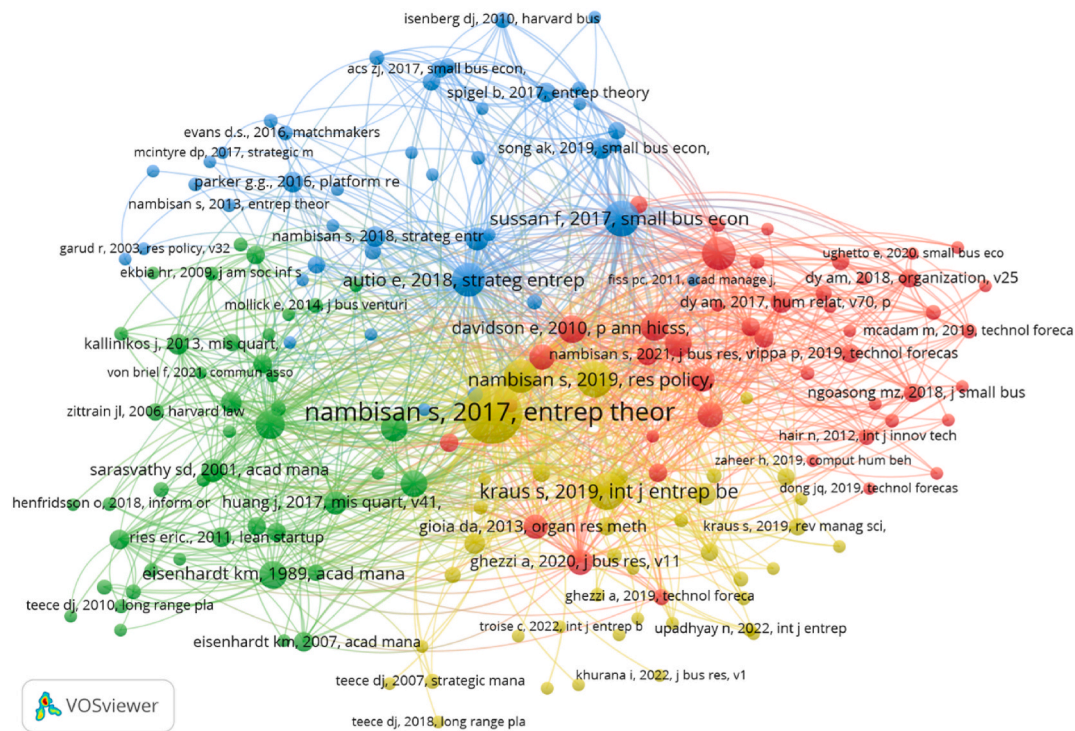 isenberg dj, 2010, harvard bus
acs zj, 2017, small bus econ,
spigel b, 2017, entrep theory
evans d.s., 2016, matchmakers
song ak, 2019, small bus econ,
mcintyre dp, 2017, strategic m
parker g.g., 2016, platform re
nambisan s, 2013, entrep theor
sussan f, 2017, small bus econ
nambisan s, 2018, strateg entr
garud r, 2003, res policy, v32
ughetto e, 2020, small bus eco
ekbia hr, 2009, j am soc inf s
autio e, 2018, strateg entrep
fiss pc, 2011, acad manage j,
dy am, 2018, organization, v25
mollick e, 2014, j bus venturi
dy am, 2017, hum relat, v70, p
davidson e, 2010, p ann hicss,
mcadam m, 2019, technol foreca
kallinikos j, 2013, mis quart,
nambisan s, 2021, j bus res, v
rippa p, 2019, technol forecas
von briel f, 2021, commun asso
nambisan s, 2019, res policy,
ngoasong mz, 2018, j small bus
zittrain jl, 2006, harvard law
nambisan s, 2017, entrep theor
hair n, 2012, int j innov tech
zaheer h, 2019, comput hum beh
sarasvathy sd, 2001, acad mana
dong jq, 2019, technol forecas
henfridsson o, 2018, inform or
huang j, 2017, mis quart, v41,
kraus s, 2019, int j entrep be
gioia da, 2013, organ res meth
kraus s, 2019, rev manag sci,
ries eric., 2011, lean startup
ghezzi a, 2020, j bus res, v11
eisenhardt km, 1989, acad mana
ghezzi a, 2019, technol foreca
teece dj, 2010, long range pla
troise c, 2022, int j entrep b
upadhyay n, 2022, int j entrep
eisenhardt km, 2007, acad mana
khurana i, 2022, j bus res, v1
teece dj, 2007, strategic mana
VOSviewer
teece dj, 2018, long range pla